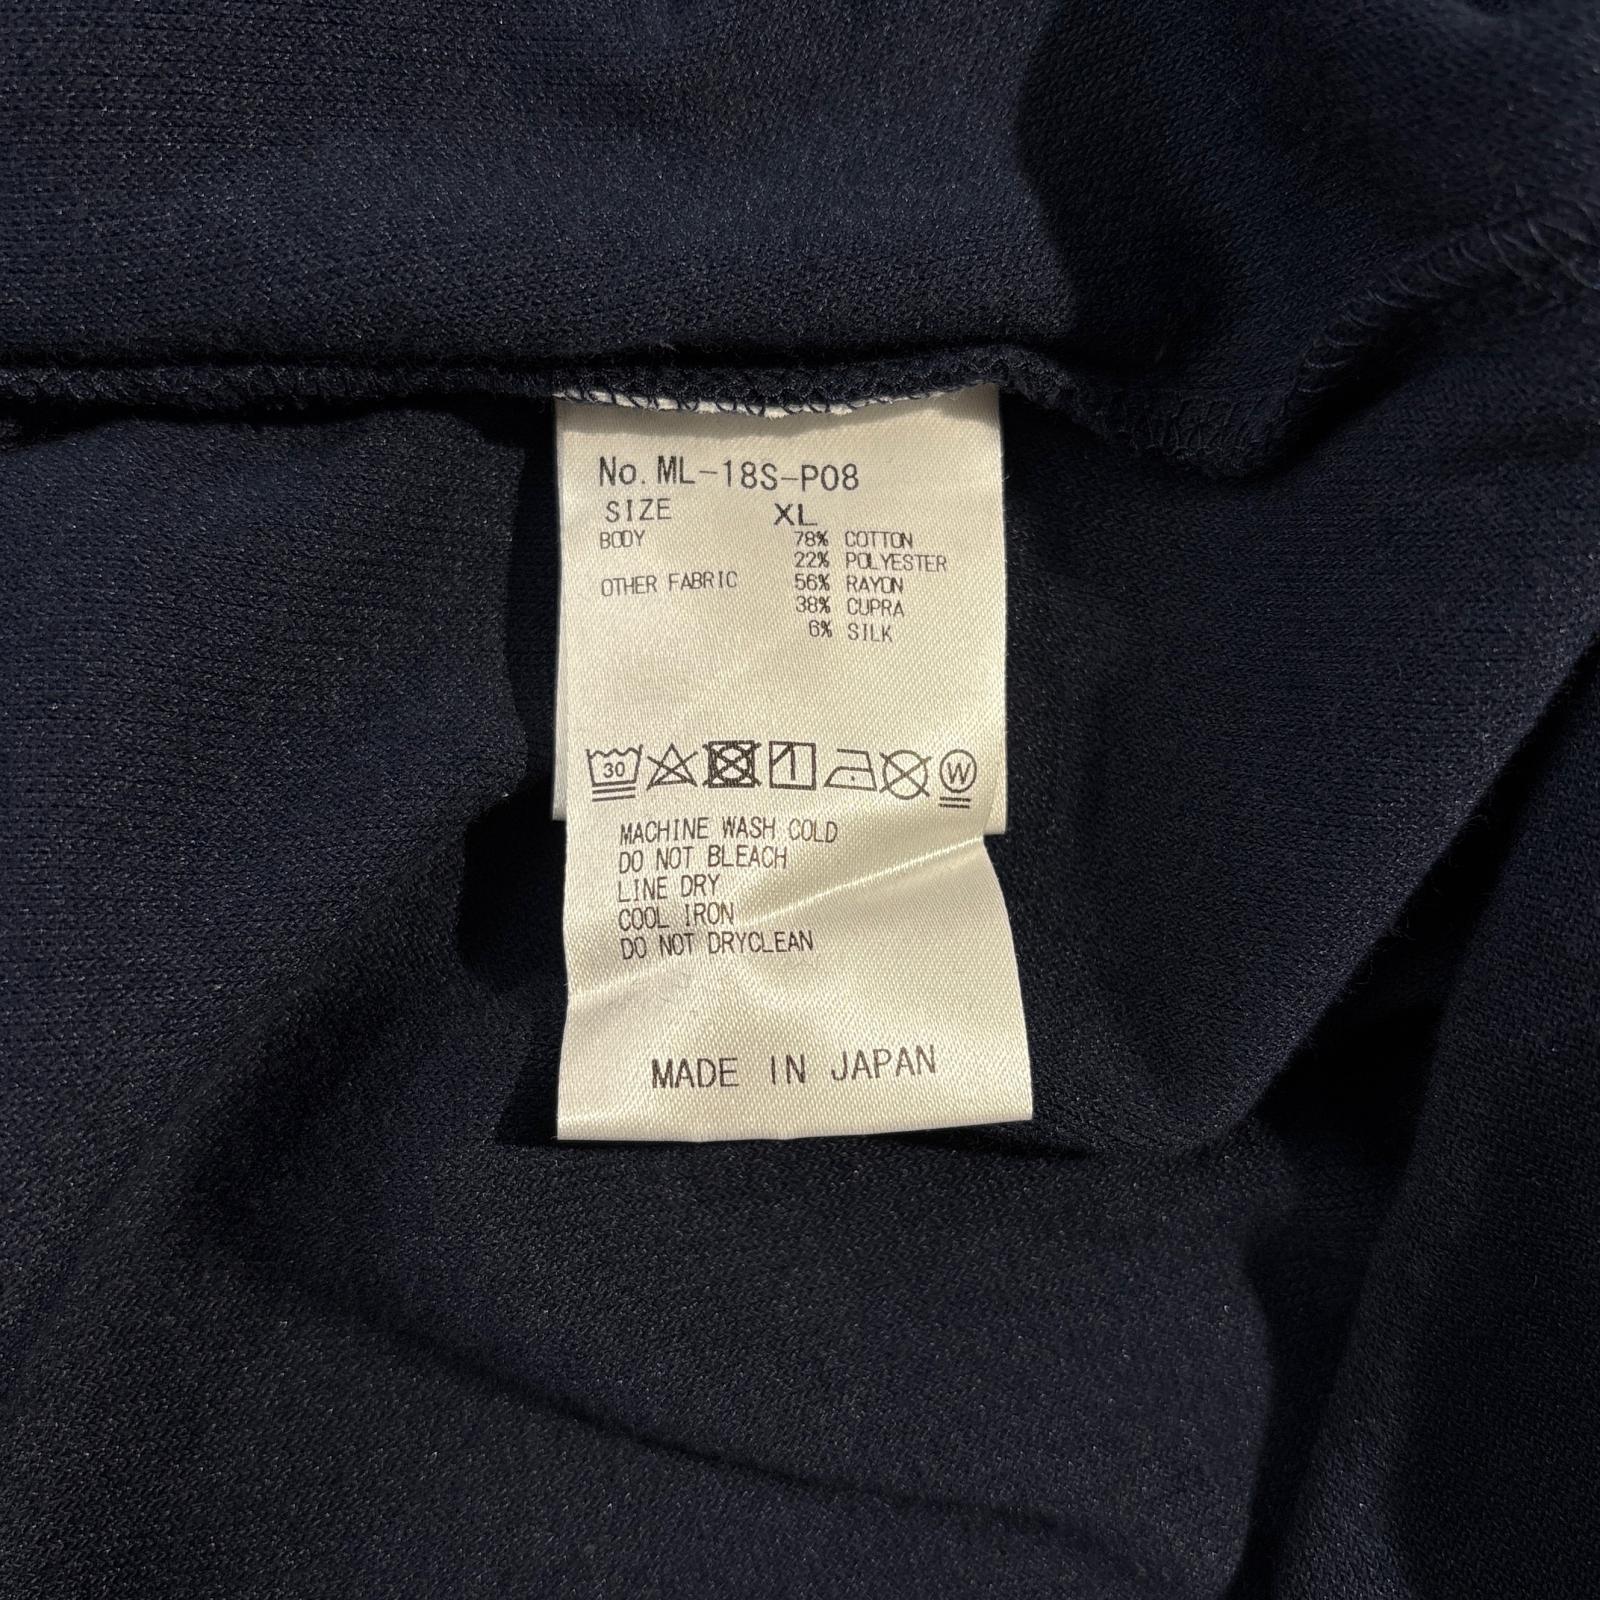 No. ML-18S-P08
SIZE XL
BODY 78% COTTON
22% POLYESTER
OTHER FABRIC 56% RAYON
38% CUPRA
6% SILK
30 W
MACHINE WASH COLD
DO NOT BLEACH
LINE DRY
COOL IRON
DO NOT DRYCLEAN
MADE IN JAPAN